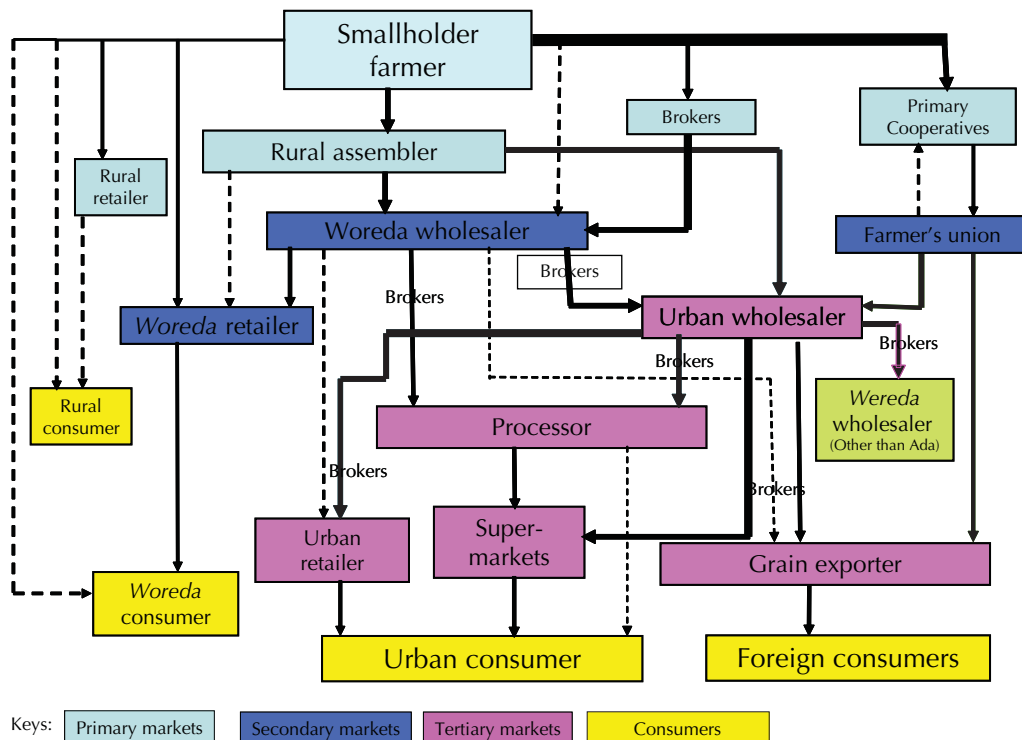 Smallholder
farmer
Brokers
Primary
Cooperatives
Rural assembler
Rural
retailer
Woreda wholesaler
Farmer's union
Brokers
Brokers
Urban wholesaler
Woreda retailer
Brokers
Brokers
Rural
consumer
Processor
Wereda
wholesaler
(Other than Ada)
Brokers
Brokers
Urban
retailer
Super-
markets
Grain exporter
Woreda
consumer
Urban consumer
Foreign consumers
Keys:
Primary markets
Secondary markets
Tertiary markets
Consumers